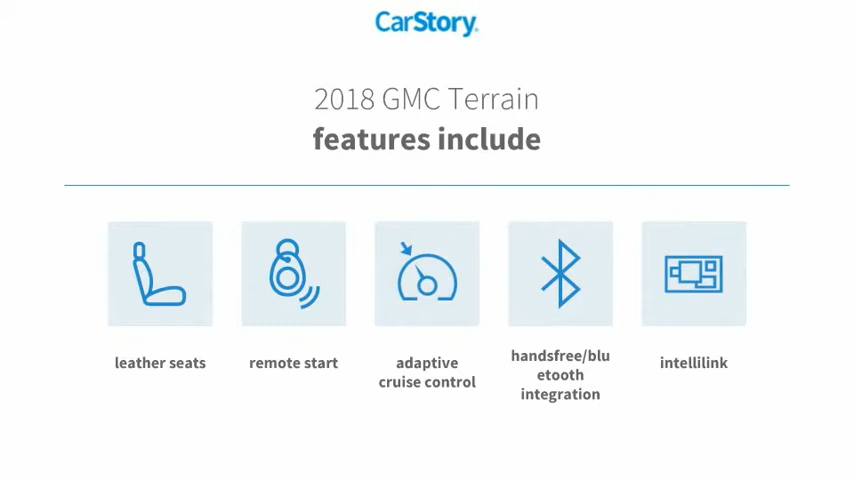 CarStory.
2018 GMC Terrain
features include
leather seats
remote start
adaptive
cruise control
handsfree/blu
etooth
integration
intellilink